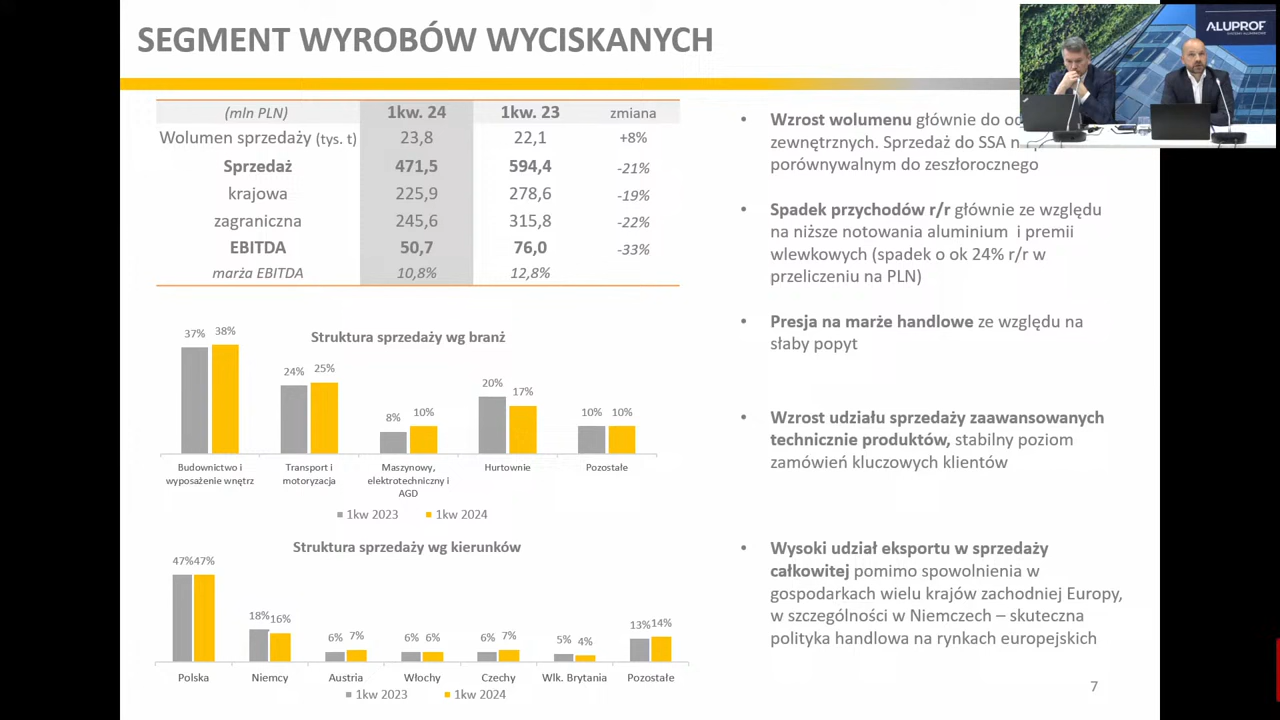 SEGMENT WYROBÓW WYCISKANYCH
ALUPROF
SYSTEMY ALUMINIOWE
(mln PLN) 1kw. 24 1kw. 23 zmiana
Wolumen sprzedaży (tys. t) 23,8 22,1 +8%
Sprzedaż 471,5 594,4 -21%
krajowa 225,9 278,6 -19%
zagraniczna 245,6 315,8 -22%
EBITDA 50,7 76,0 -33%
marża EBITDA 10,8% 12,8%
Struktura sprzedaży wg branż
37% 38% 24% 25% 8% 10% 20% 17% 10% 10%
Budownictwo i wyposażenie wnętrz
Transport i motoryzacja
Maszynowy, elektrotechniczny i AGD
Hurtownie
Pozostałe
1kw 2023 1kw 2024
Struktura sprzedaży wg kierunków
47% 47% 18% 16% 6% 7% 6% 6% 6% 7% 5% 4% 13% 14%
Polska Niemcy Austria Włochy Czechy Wlk. Brytania Pozostałe
1kw 2023 1kw 2024
• Wzrost wolumenu głównie do
zewnętrznych. Sprzedaż do SSA
porównywalnym do zeszłorocznego
• Spadek przychodów r/r głównie ze względu
na niższe notowania aluminium i premii
wlewkowych (spadek o ok 24% r/r w
przeliczeniu na PLN)
• Presja na marże handlowe ze względu na
słaby popyt
• Wzrost udziału sprzedaży zaawansowanych
technicznie produktów, stabilny poziom
zamówień kluczowych klientów
• Wysoki udział eksportu w sprzedaży
całkowitej pomimo spowolnienia w
gospodarkach wielu krajów zachodniej Europy,
w szczególności w Niemczech – skuteczna
polityka handlowa na rynkach europejskich
7